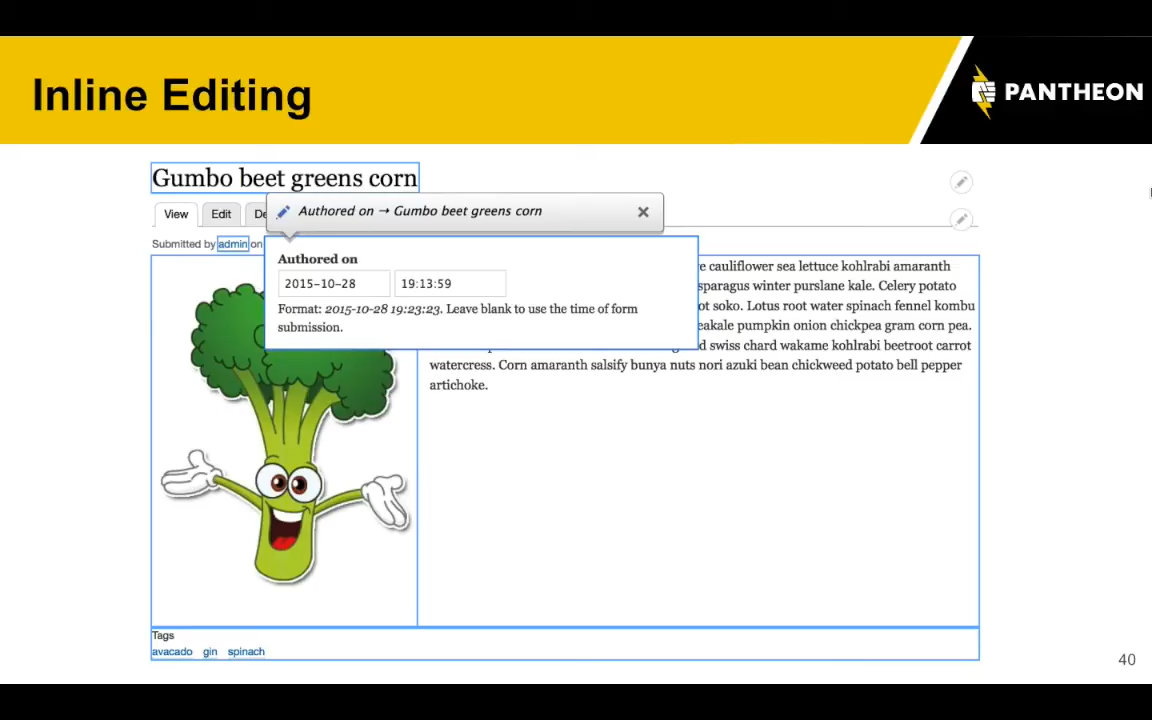 Inline Editing
PANTHEON
Gumbo beet greens corn
Authored on → Gumbo beet greens corn
View
Edit
De
Submitted by admin on
Authored on
2015-10-28
19:13:59
Format: 2015-10-28 19:23:23. Leave blank to use the time of form
submission.
e cauliflower sea lettuce kohlrabi amaranth
sparagus winter purslane kale. Celery potato
ot soko. Lotus root water spinach fennel kombu
eakale pumpkin onion chickpea gram corn pea.
d swiss chard wakame kohlrabi beetroot carrot
watercress. Corn amaranth salsify bunya nuts nori azuki bean chickweed potato bell pepper
artichoke.
Tags
avacado gin spinach
40